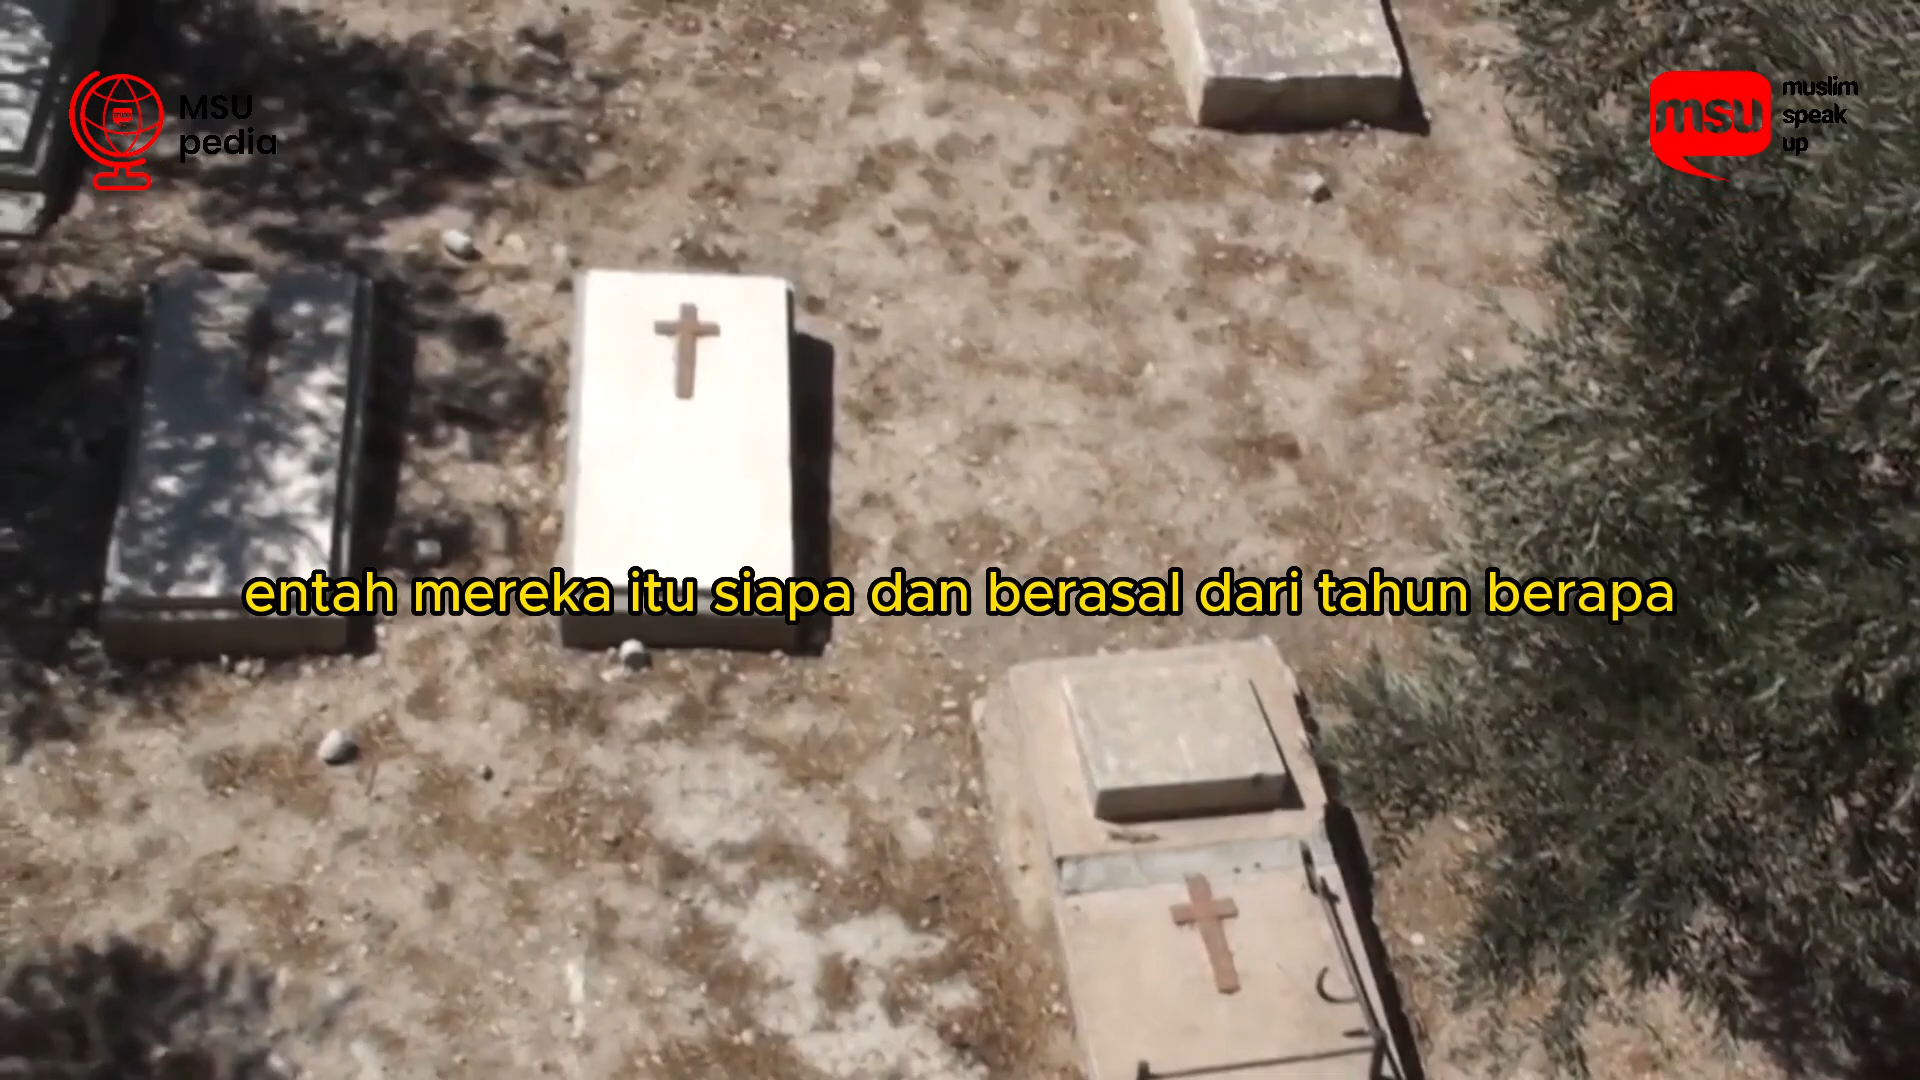 MSU
pedia
msu
muslim
speak
up
entah mereka itu siapa dan berasal dari tahun berapa